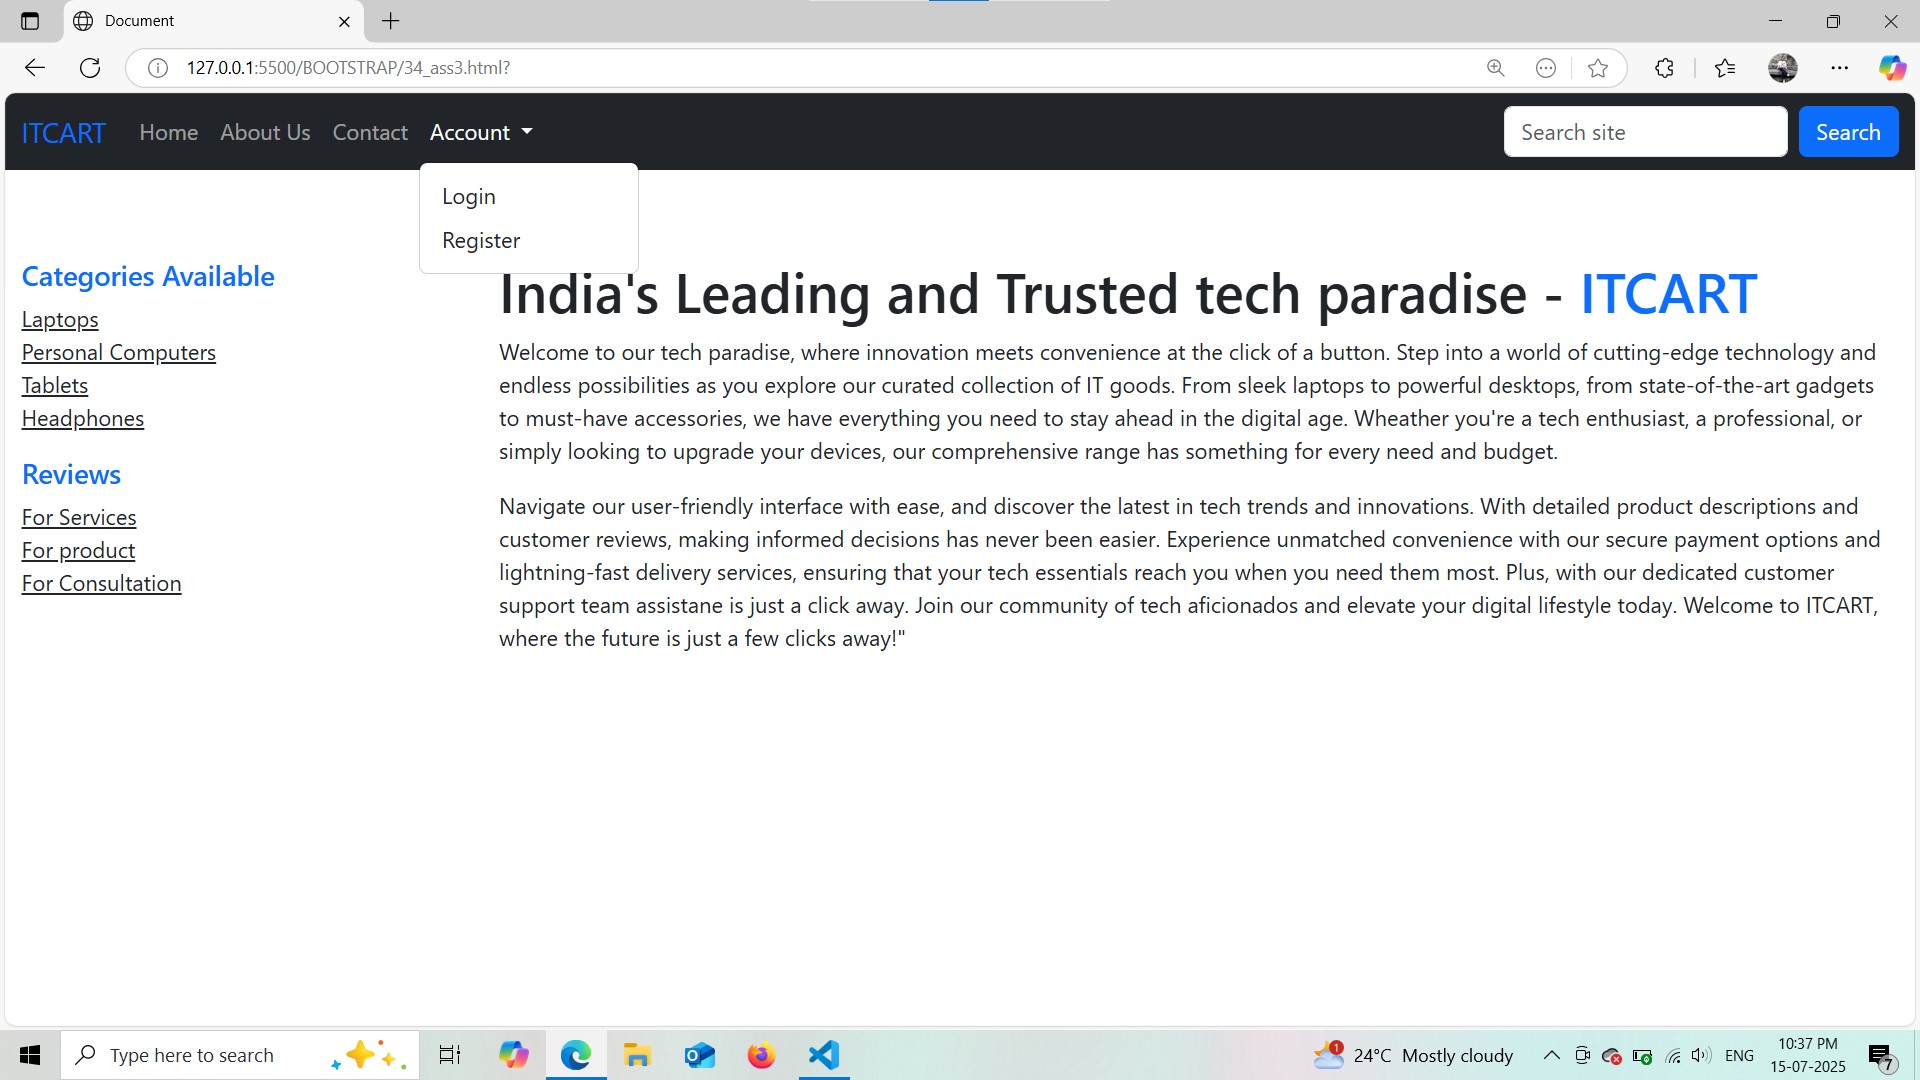 Document
127.0.0.1:5500/BOOTSTRAP/34_ass3.html?
ITCART Home About Us Contact Account Search site Search
Login
Register
Categories Available
Laptops
Personal Computers
Tablets
Headphones
Reviews
For Services
For product
For Consultation
India's Leading and Trusted tech paradise - ITCART
Welcome to our tech paradise, where innovation meets convenience at the click of a button. Step into a world of cutting-edge technology and
endless possibilities as you explore our curated collection of IT goods. From sleek laptops to powerful desktops, from state-of-the-art gadgets
to must-have accessories, we have everything you need to stay ahead in the digital age. Wheather you're a tech enthusiast, a professional, or
simply looking to upgrade your devices, our comprehensive range has something for every need and budget.
Navigate our user-friendly interface with ease, and discover the latest in tech trends and innovations. With detailed product descriptions and
customer reviews, making informed decisions has never been easier. Experience unmatched convenience with our secure payment options and
lightning-fast delivery services, ensuring that your tech essentials reach you when you need them most. Plus, with our dedicated customer
support team assistane is just a click away. Join our community of tech aficionados and elevate your digital lifestyle today. Welcome to ITCART,
where the future is just a few clicks away!"
Type here to search
1
24°C Mostly cloudy
ENG
10:37 PM
15-07-2025
7